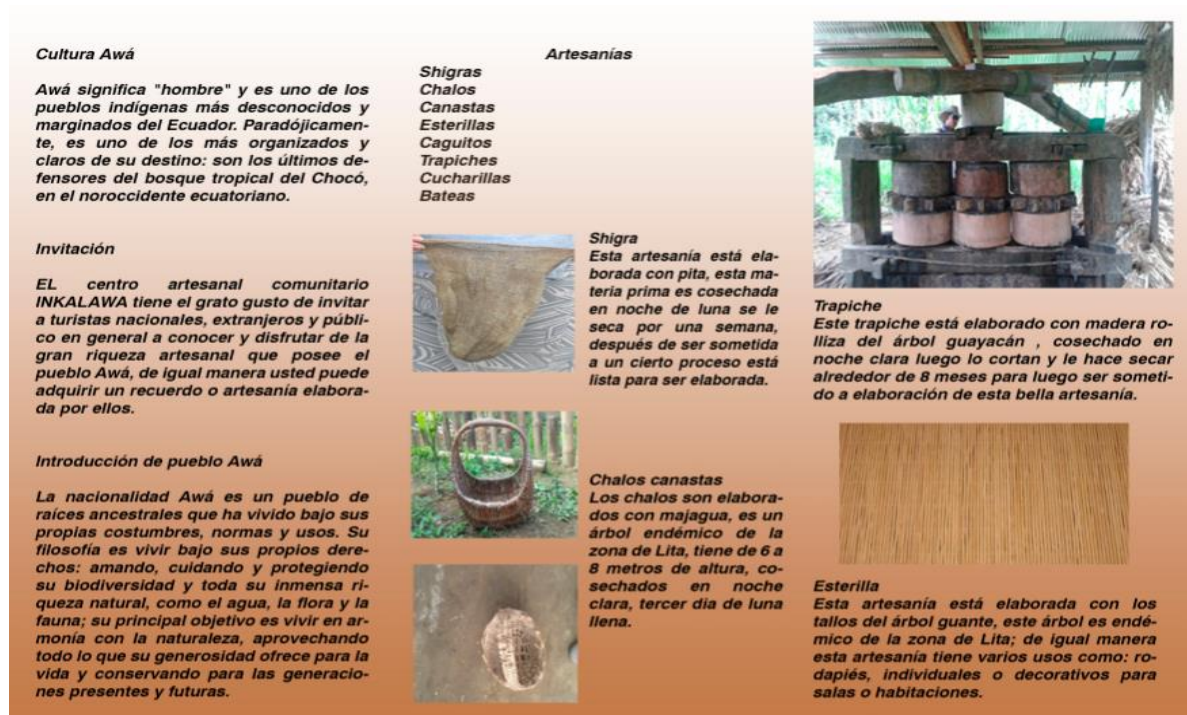 Cultura Awá
Awá significa "hombre" y es uno de los
pueblos indígenas más desconocidos y
marginados del Ecuador. Paradójicamen-
te, es uno de los más organizados y
claros de su destino: son los últimos de-
fensores del bosque tropical del Chocó,
en el noroccidente ecuatoriano.
Invitación
EL centro artesanal comunitario
INKALAWA tiene el grato gusto de invitar
a turistas nacionales, extranjeros y públi-
co en general a conocer y disfrutar de la
gran riqueza artesanal que posee el
pueblo Awá, de igual manera usted puede
adquirir un recuerdo o artesanía elabora-
da por ellos.
Introducción de pueblo Awá
La nacionalidad Awá es un pueblo de
raíces ancestrales que ha vivido bajo sus
propias costumbres, normas y usos. Su
filosofía es vivir bajo sus propios dere-
chos: amando, cuidando y protegiendo
su biodiversidad y toda su inmensa ri-
queza natural, como el agua, la flora y la
fauna; su principal objetivo es vivir en ar-
monía con la naturaleza, aprovechando
todo lo que su generosidad ofrece para la
vida y conservando para las generacio-
nes presentes y futuras.
Artesanías
Shigras
Chalos
Canastas
Esterillas
Caguitos
Trapiches
Cucharillas
Bateas
Shigra
Esta artesanía está ela-
borada con pita, esta ma-
teria prima es cosechada
en noche de luna se le
seca por una semana,
después de ser sometida
a un cierto proceso está
lista para ser elaborada.
Chalos canastas
Los chalos son elabora-
dos con majagua, es un
árbol endémico de la
zona de Lita, tiene de 6 a
8 metros de altura, co-
sechados en noche
clara, tercer dia de luna
llena.
Trapiche
Este trapiche está elaborado con madera ro-
lliza del árbol guayacán , cosechado en
noche clara luego lo cortan y le hace secar
alrededor de 8 meses para luego ser someti-
do a elaboración de esta bella artesanía.
Esterilla
Esta artesanía está elaborada con los
tallos del árbol guante, este árbol es endé-
mico de la zona de Lita; de igual manera
esta artesanía tiene varios usos como: ro-
dapiés, individuales o decorativos para
salas o habitaciones.